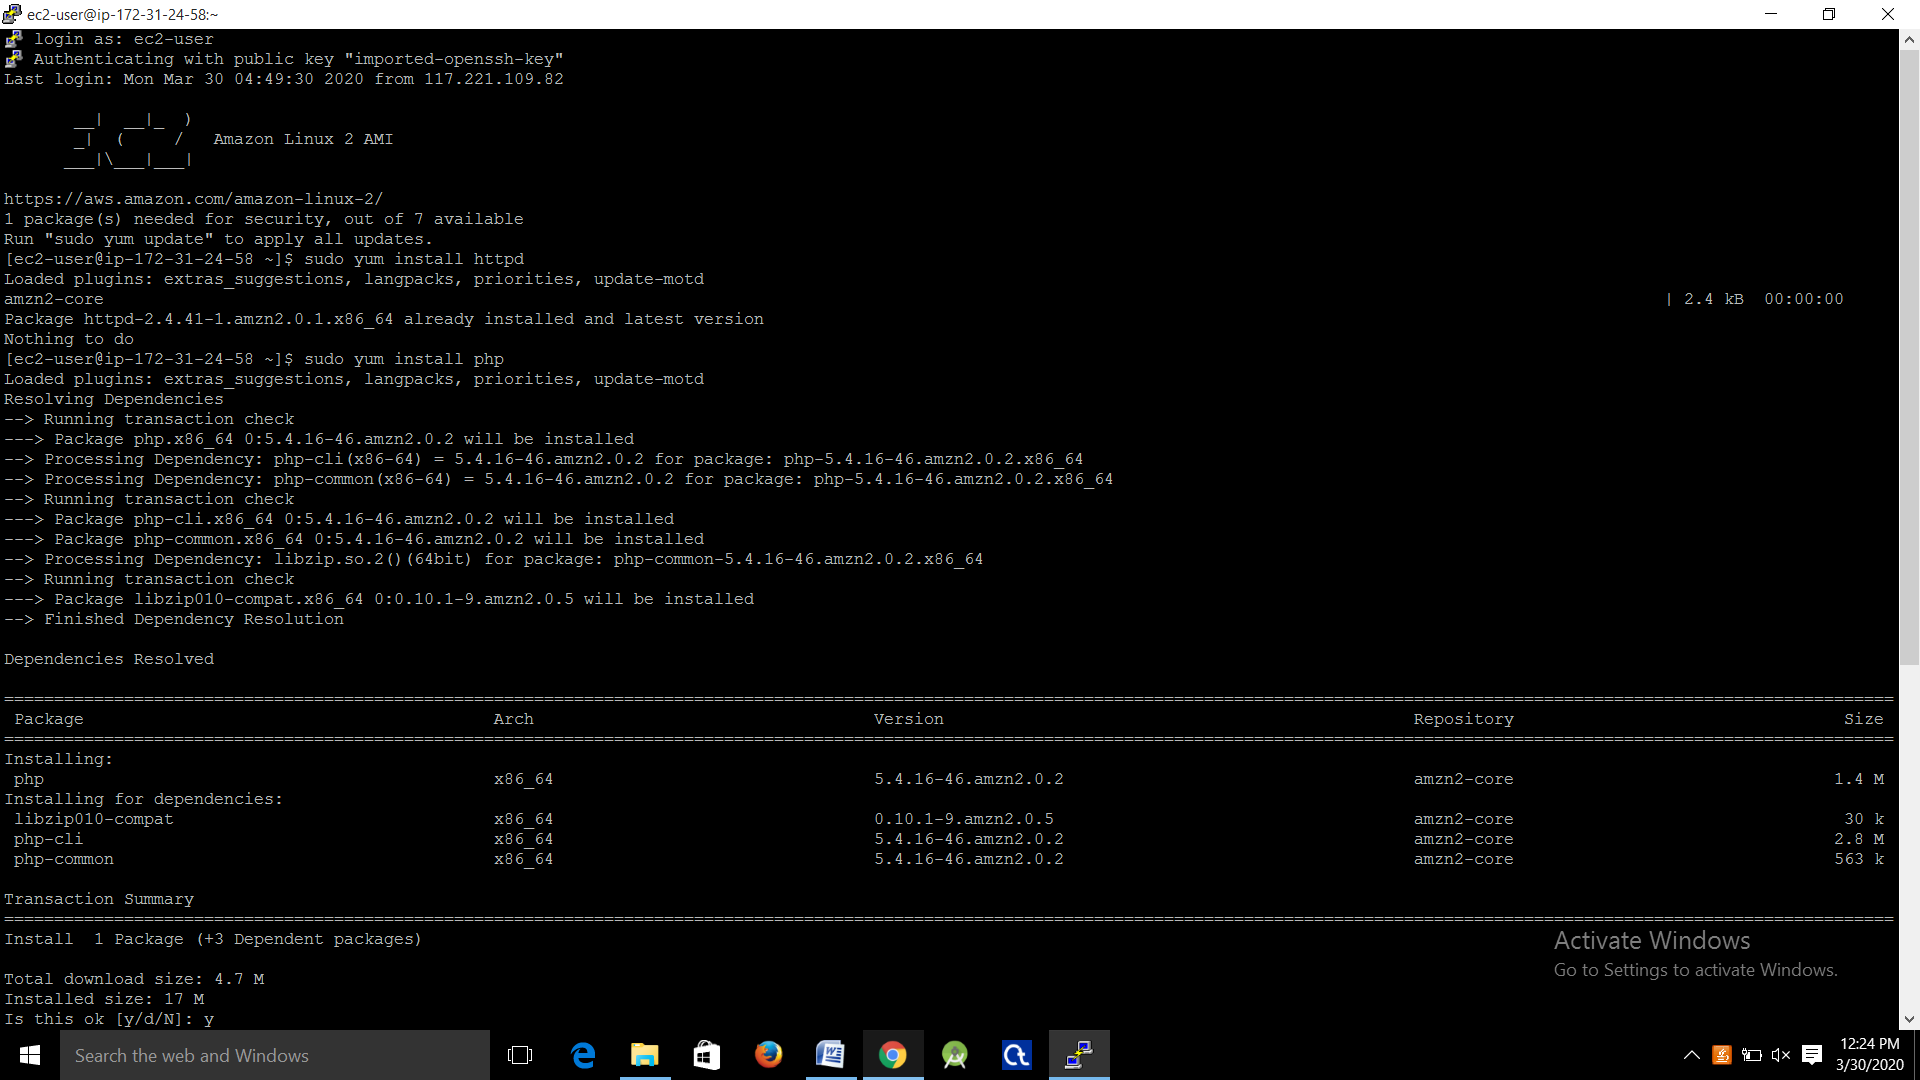 ec2-user@ip-172-31-24-58:~
login as: ec2-user
Authenticating with public key "imported-openssh-key"
Last login: Mon Mar 30 04:49:30 2020 from 117.221.109.82
       __|  __|_  )
       _|  (     /   Amazon Linux 2 AMI
      ___|\___|___|
https://aws.amazon.com/amazon-linux-2/
1 package(s) needed for security, out of 7 available
Run "sudo yum update" to apply all updates.
[ec2-user@ip-172-31-24-58 ~]$ sudo yum install httpd
Loaded plugins: extras_suggestions, langpacks, priorities, update-motd
amzn2-core | 2.4 kB 00:00:00
Package httpd-2.4.41-1.amzn2.0.1.x86_64 already installed and latest version
Nothing to do
[ec2-user@ip-172-31-24-58 ~]$ sudo yum install php
Loaded plugins: extras_suggestions, langpacks, priorities, update-motd
Resolving Dependencies
--> Running transaction check
---> Package php.x86_64 0:5.4.16-46.amzn2.0.2 will be installed
--> Processing Dependency: php-cli(x86-64) = 5.4.16-46.amzn2.0.2 for package: php-5.4.16-46.amzn2.0.2.x86_64
--> Processing Dependency: php-common(x86-64) = 5.4.16-46.amzn2.0.2 for package: php-5.4.16-46.amzn2.0.2.x86_64
--> Running transaction check
---> Package php-cli.x86_64 0:5.4.16-46.amzn2.0.2 will be installed
---> Package php-common.x86_64 0:5.4.16-46.amzn2.0.2 will be installed
--> Processing Dependency: libzip.so.2()(64bit) for package: php-common-5.4.16-46.amzn2.0.2.x86_64
--> Running transaction check
---> Package libzip010-compat.x86_64 0:0.10.1-9.amzn2.0.5 will be installed
--> Finished Dependency Resolution
Dependencies Resolved
Package Arch Version Repository Size
Installing:
php x86_64 5.4.16-46.amzn2.0.2 amzn2-core 1.4 M
Installing for dependencies:
libzip010-compat x86_64 0.10.1-9.amzn2.0.5 amzn2-core 30 k
php-cli x86_64 5.4.16-46.amzn2.0.2 amzn2-core 2.8 M
php-common x86_64 5.4.16-46.amzn2.0.2 amzn2-core 563 k
Transaction Summary
Install 1 Package (+3 Dependent packages)
Total download size: 4.7 M
Installed size: 17 M
Is this ok [y/d/N]: y
Activate Windows
Go to Settings to activate Windows.
Search the web and Windows
12:24 PM
3/30/2020